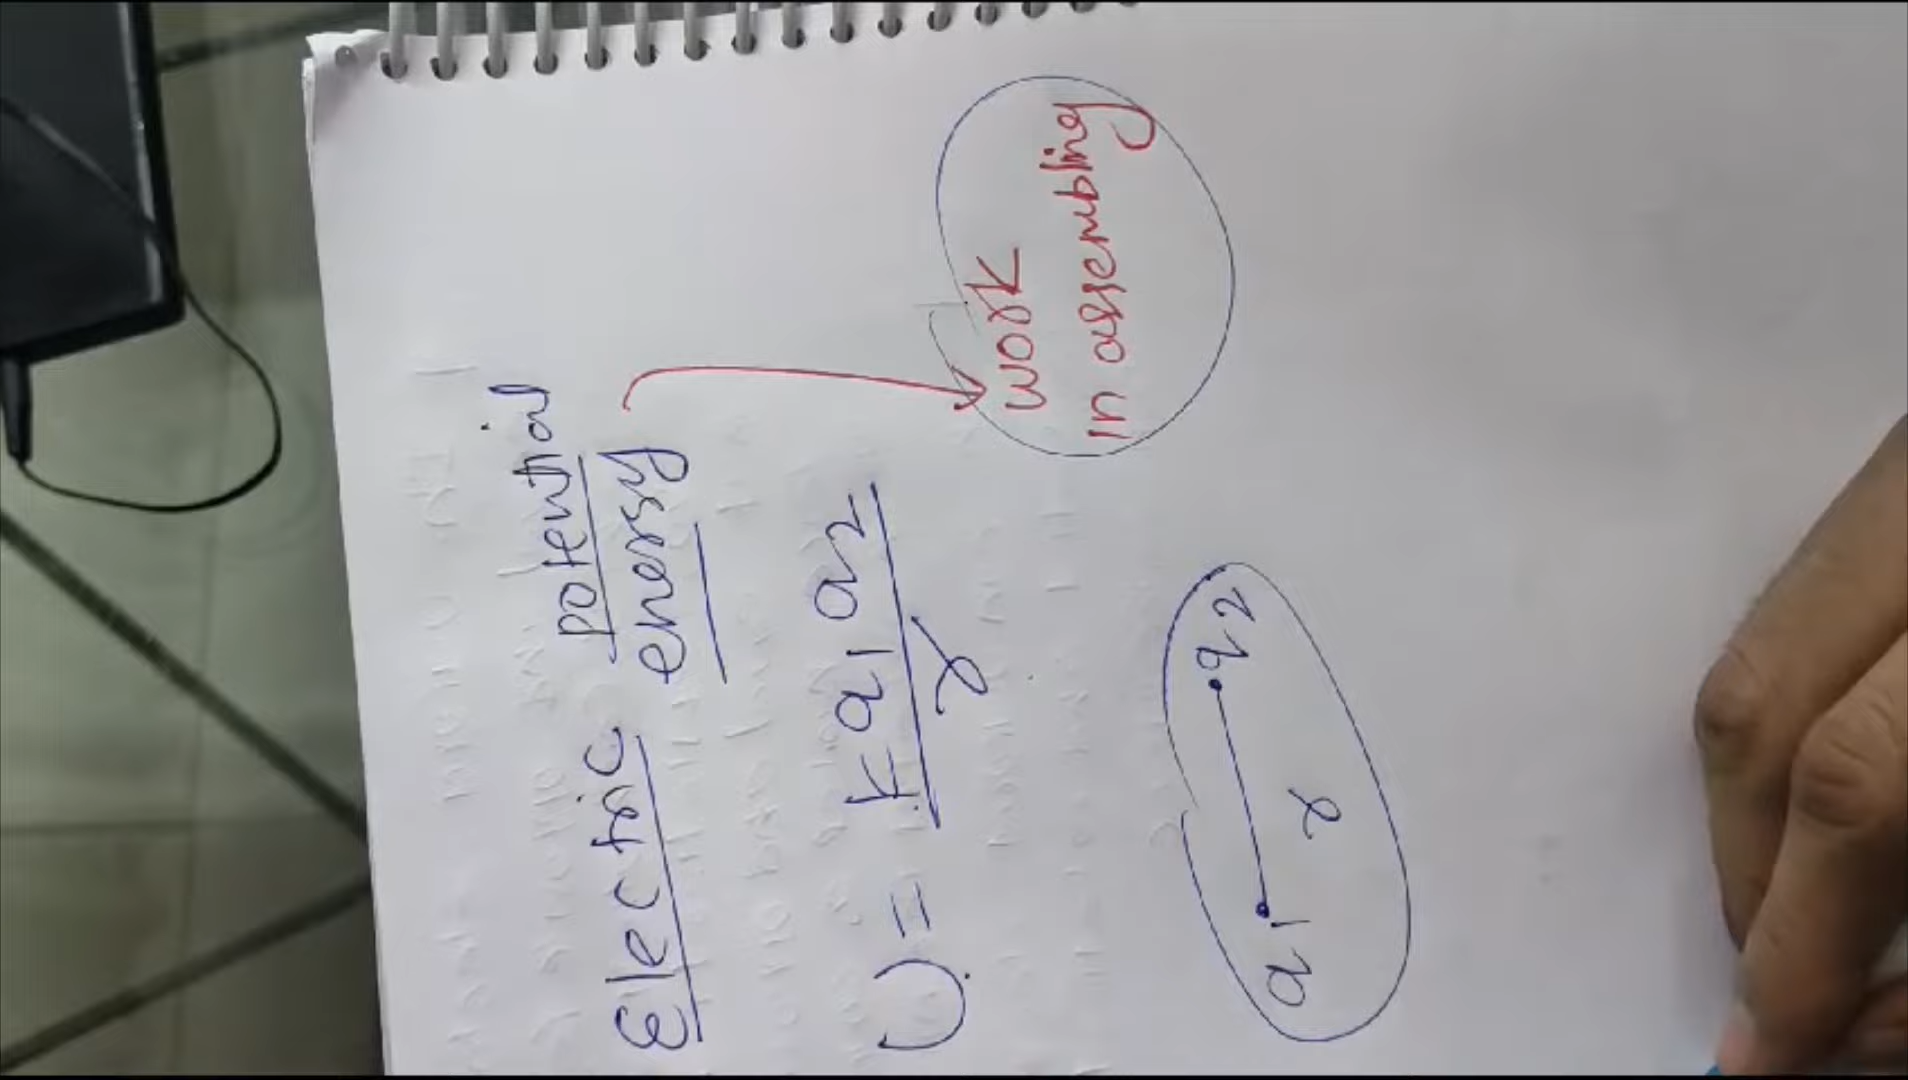 Electric potential
energy
U = kq1q2
r
work
in assembling
q1 q2
r